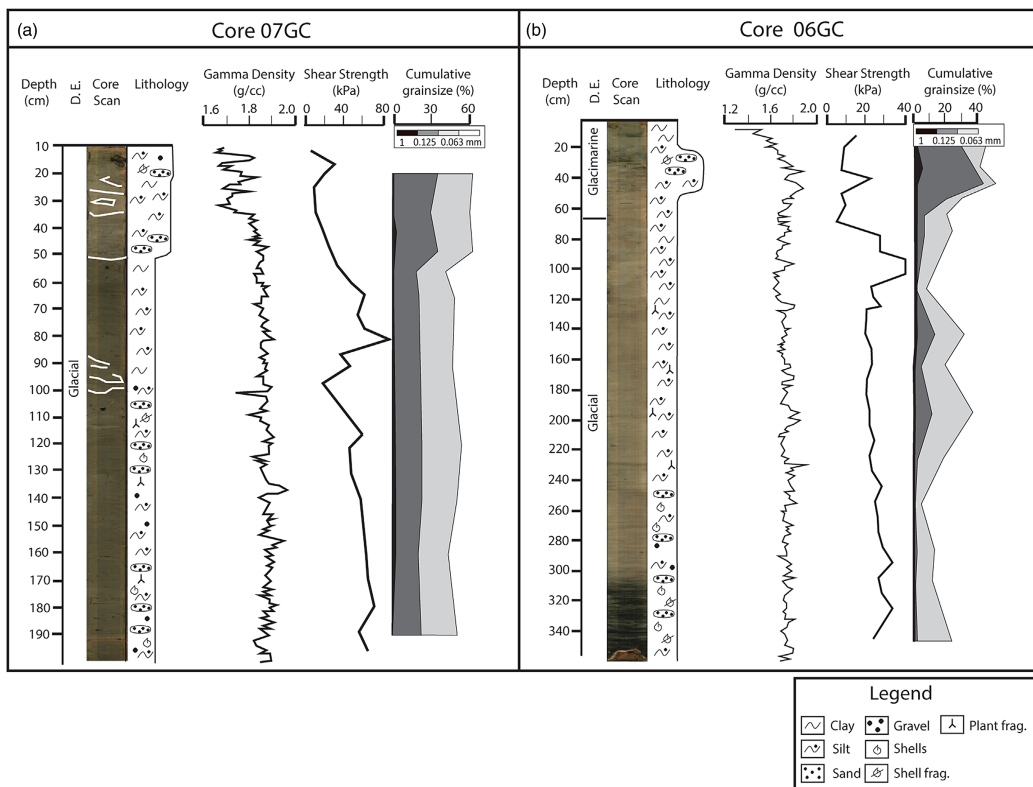 (a) Core 07GC
Depth (cm)
D. E.
Core Scan
Lithology
Gamma Density (g/cc)
1.6 1.8 2.0
Shear Strength (kPa)
0 40 80
Cumulative grainsize (%)
0 30 60
1 0.125 0.063 mm
10
20
30
40
50
60
70
80
90
100
110
120
130
140
150
160
170
180
190
Glacial
(b) Core 06GC
Depth (cm)
D. E.
Core Scan
Lithology
Gamma Density (g/cc)
1.2 1.6 2.0
Shear Strength (kPa)
0 20 40
Cumulative grainsize (%)
0 20 40
1 0.125 0.063 mm
20
40
60
80
100
120
140
160
180
200
220
240
260
280
300
320
340
Glacimarine
Glacial
Legend
Clay Gravel Plant frag.
Silt Shells
Sand Shell frag.